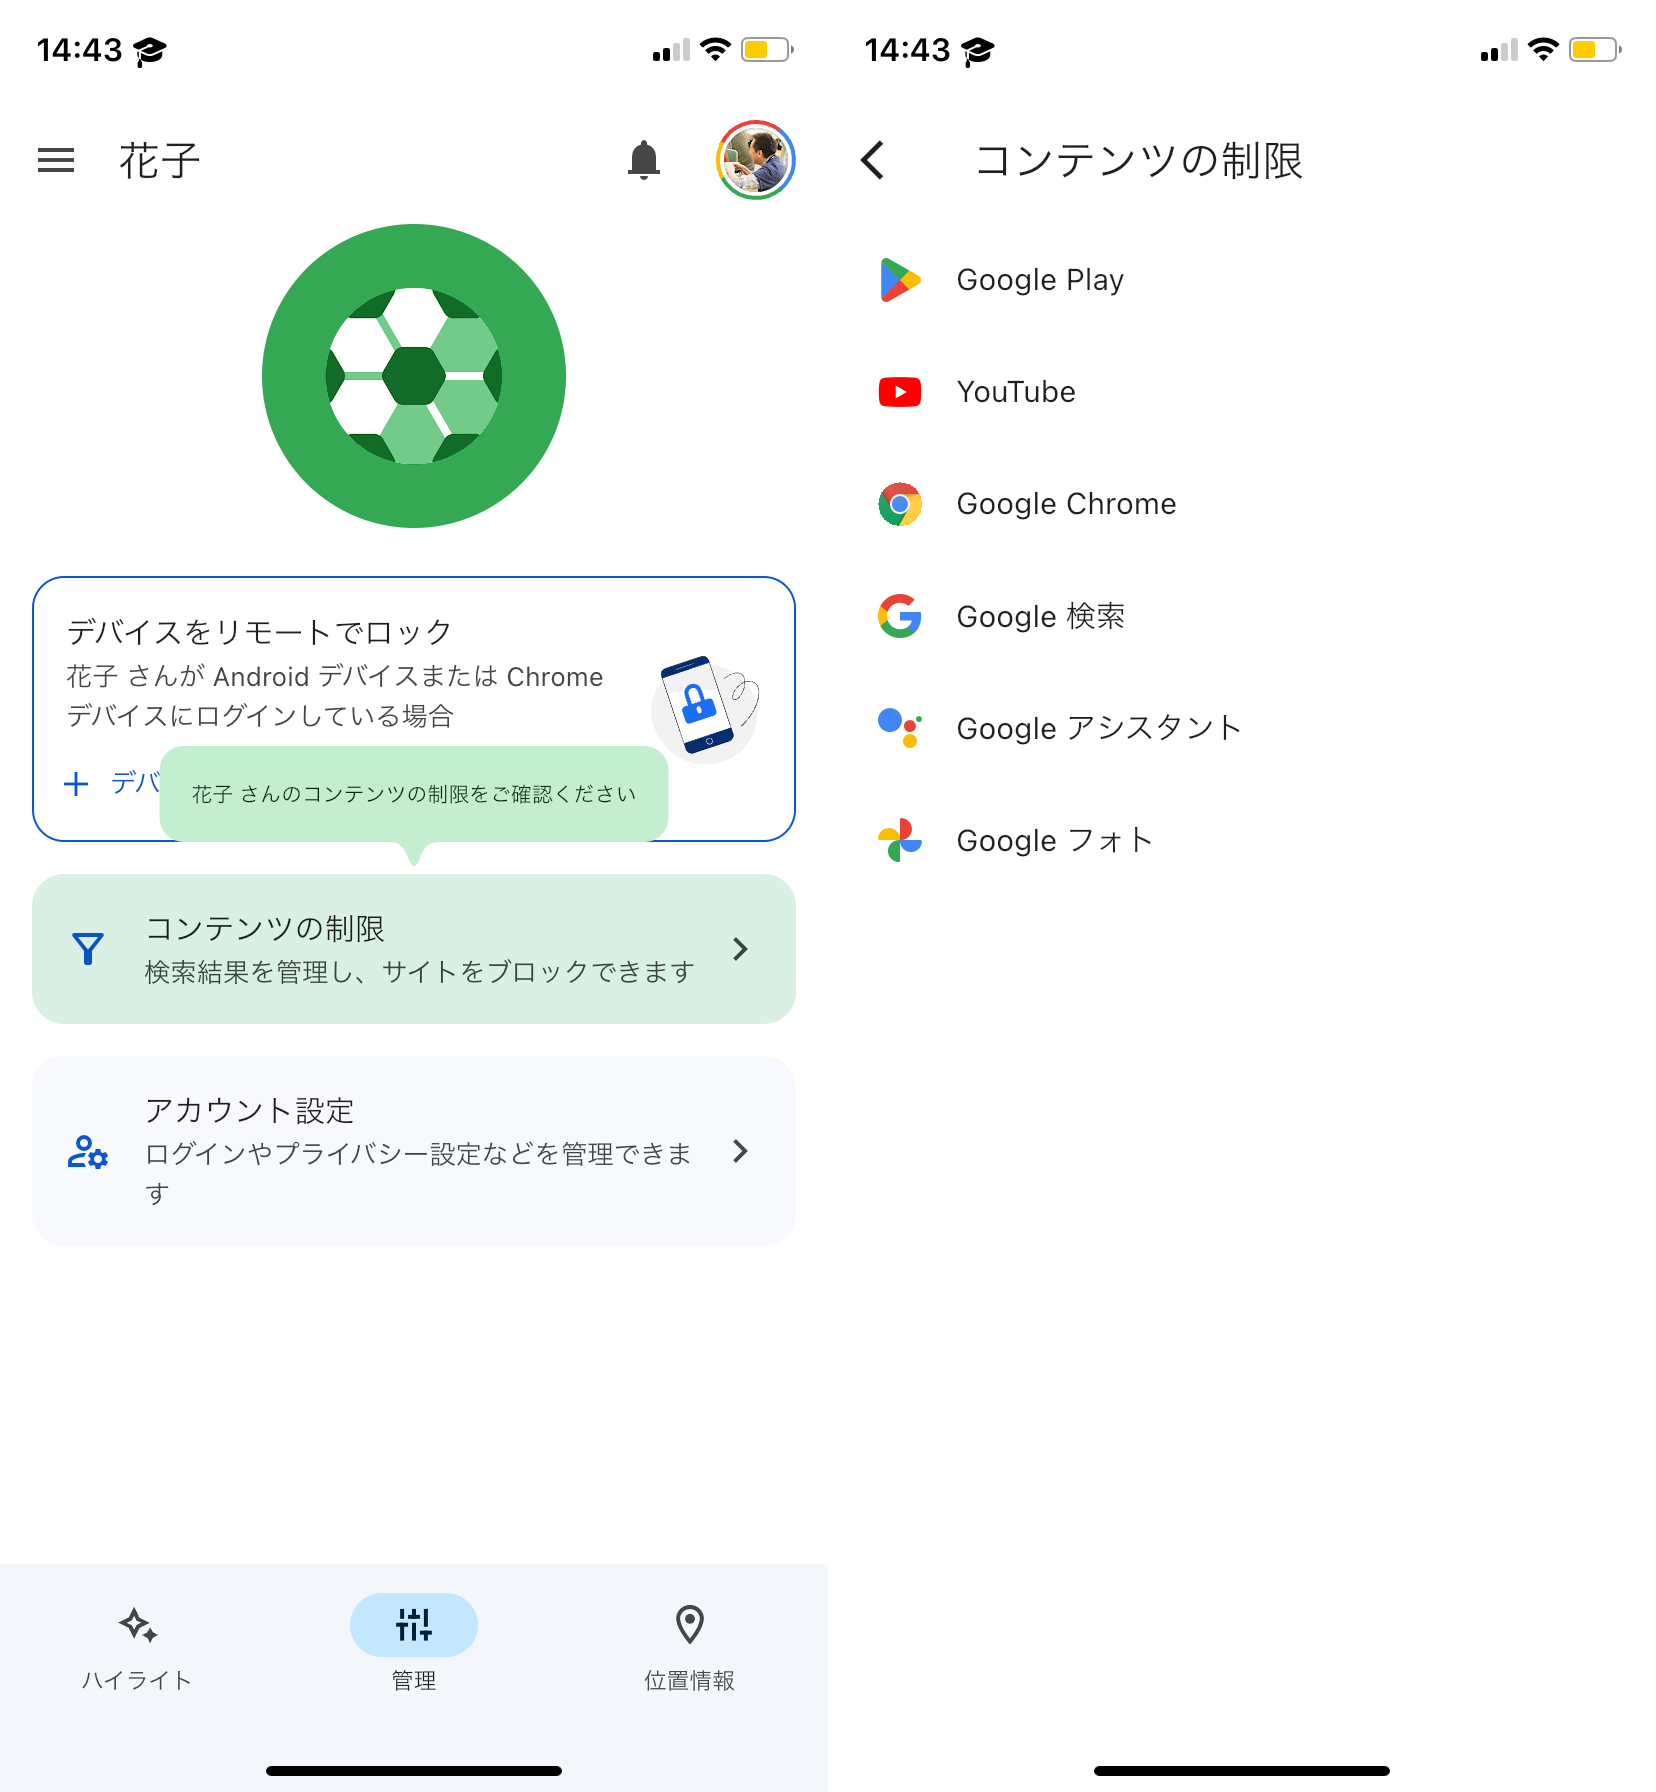 14:43
花子
デバイスをリモートでロック
花子 さんが Android デバイスまたは Chrome
デバイスにログインしている場合
デバ
花子 さんのコンテンツの制限をご確認ください
コンテンツの制限
検索結果を管理し、サイトをブロックできます
アカウント設定
ログインやプライバシー設定などを管理できま
す
ハイライト
管理
位置情報
14:43
コンテンツの制限
Google Play
YouTube
Google Chrome
Google 検索
Google アシスタント
Google フォト